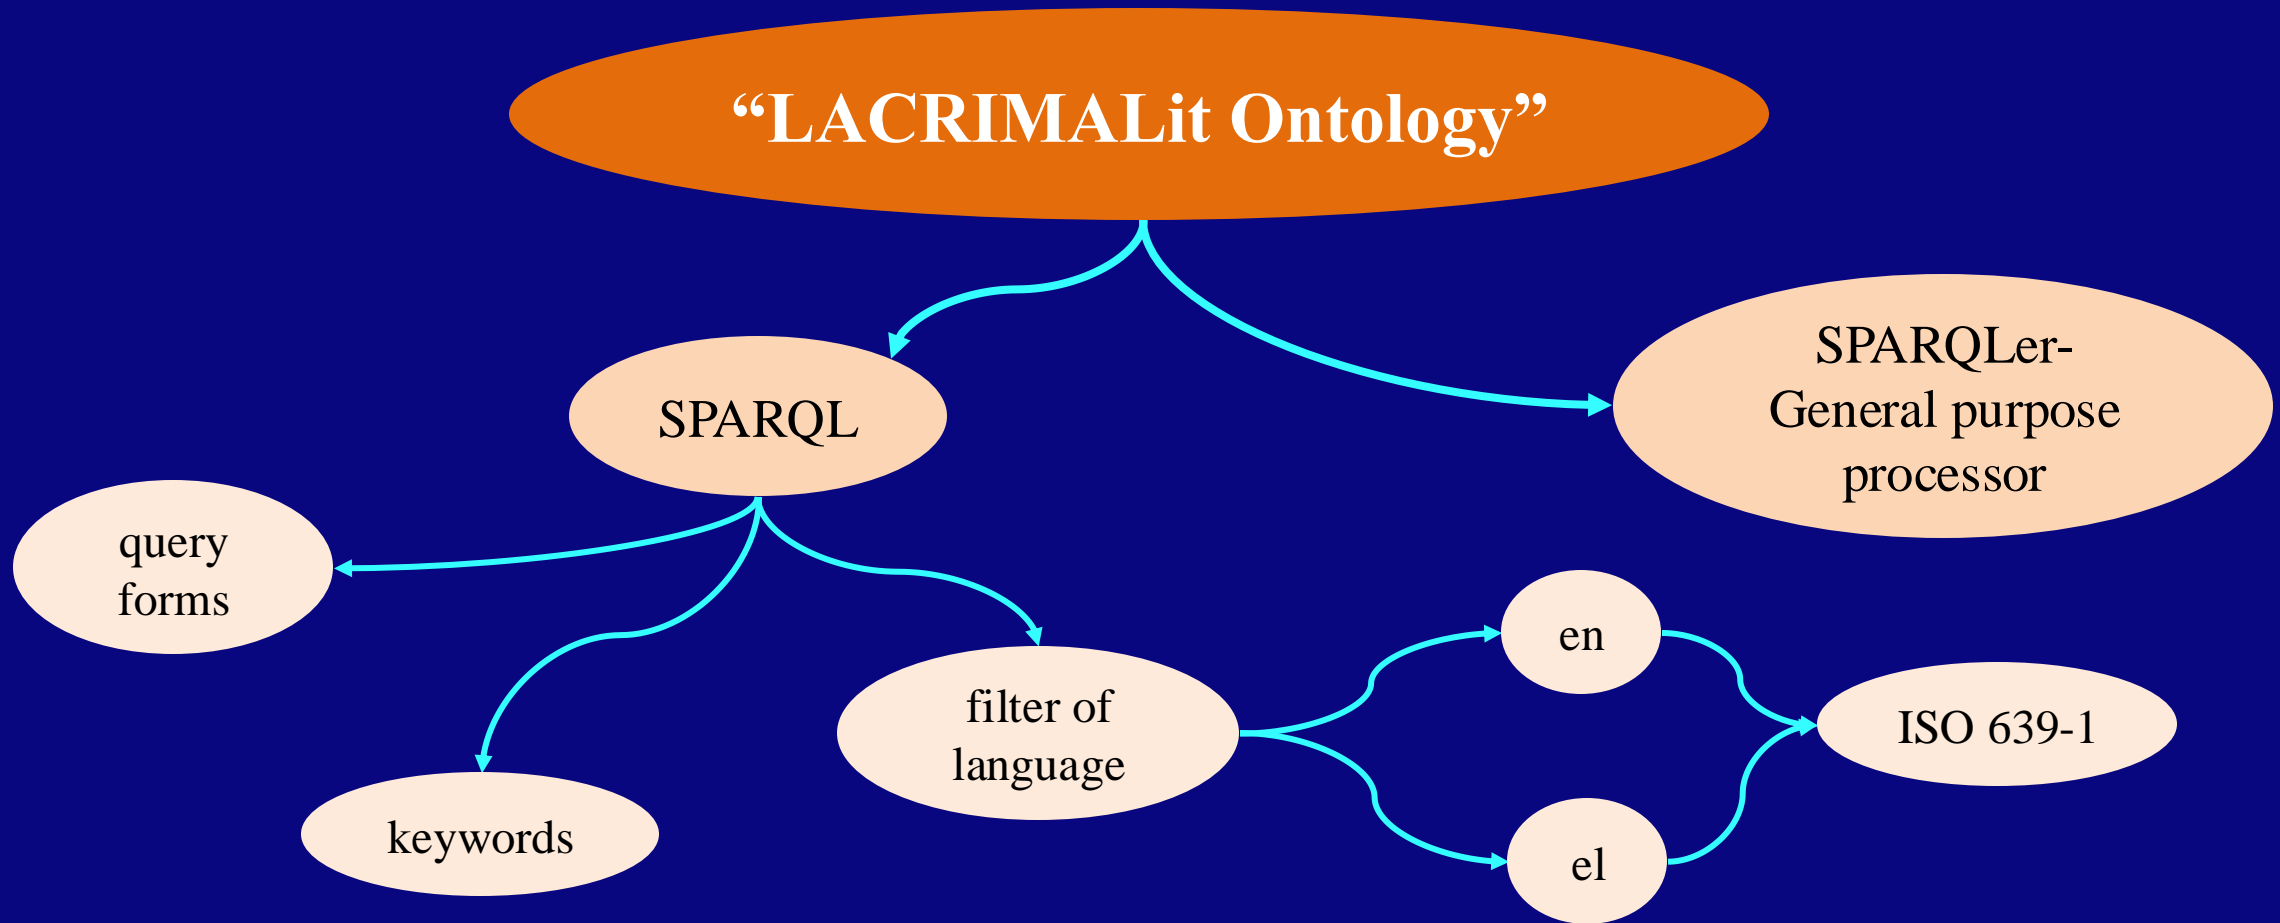 “LACRIMALit Ontology”
SPARQL
SPARQLer-
General purpose
processor
query
forms
keywords
filter of
language
en
el
ISO 639-1